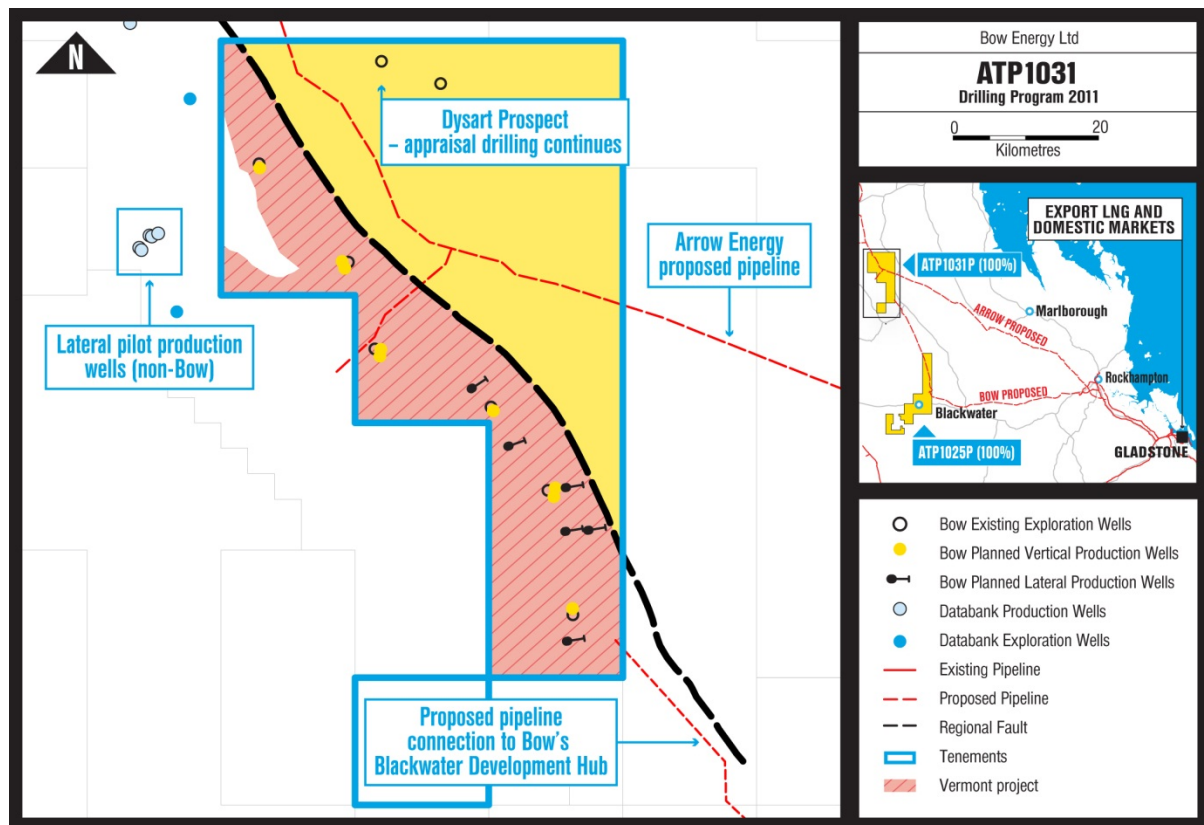 N
Dysart Prospect
– appraisal drilling continues
Arrow Energy
proposed pipeline
Lateral pilot production
wells (non-Bow)
Proposed pipeline
connection to Bow's
Blackwater Development Hub
Bow Energy Ltd
ATP1031
Drilling Program 2011
0 20
Kilometres
EXPORT LNG AND
DOMESTIC MARKETS
ATP1031P (100%)
Marlborough
ARROW PROPOSED
Rockhampton
BOW PROPOSED
Blackwater
ATP1025P (100%)
GLADSTONE
Bow Existing Exploration Wells
Bow Planned Vertical Production Wells
Bow Planned Lateral Production Wells
Databank Production Wells
Databank Exploration Wells
Existing Pipeline
Proposed Pipeline
Regional Fault
Tenements
Vermont project